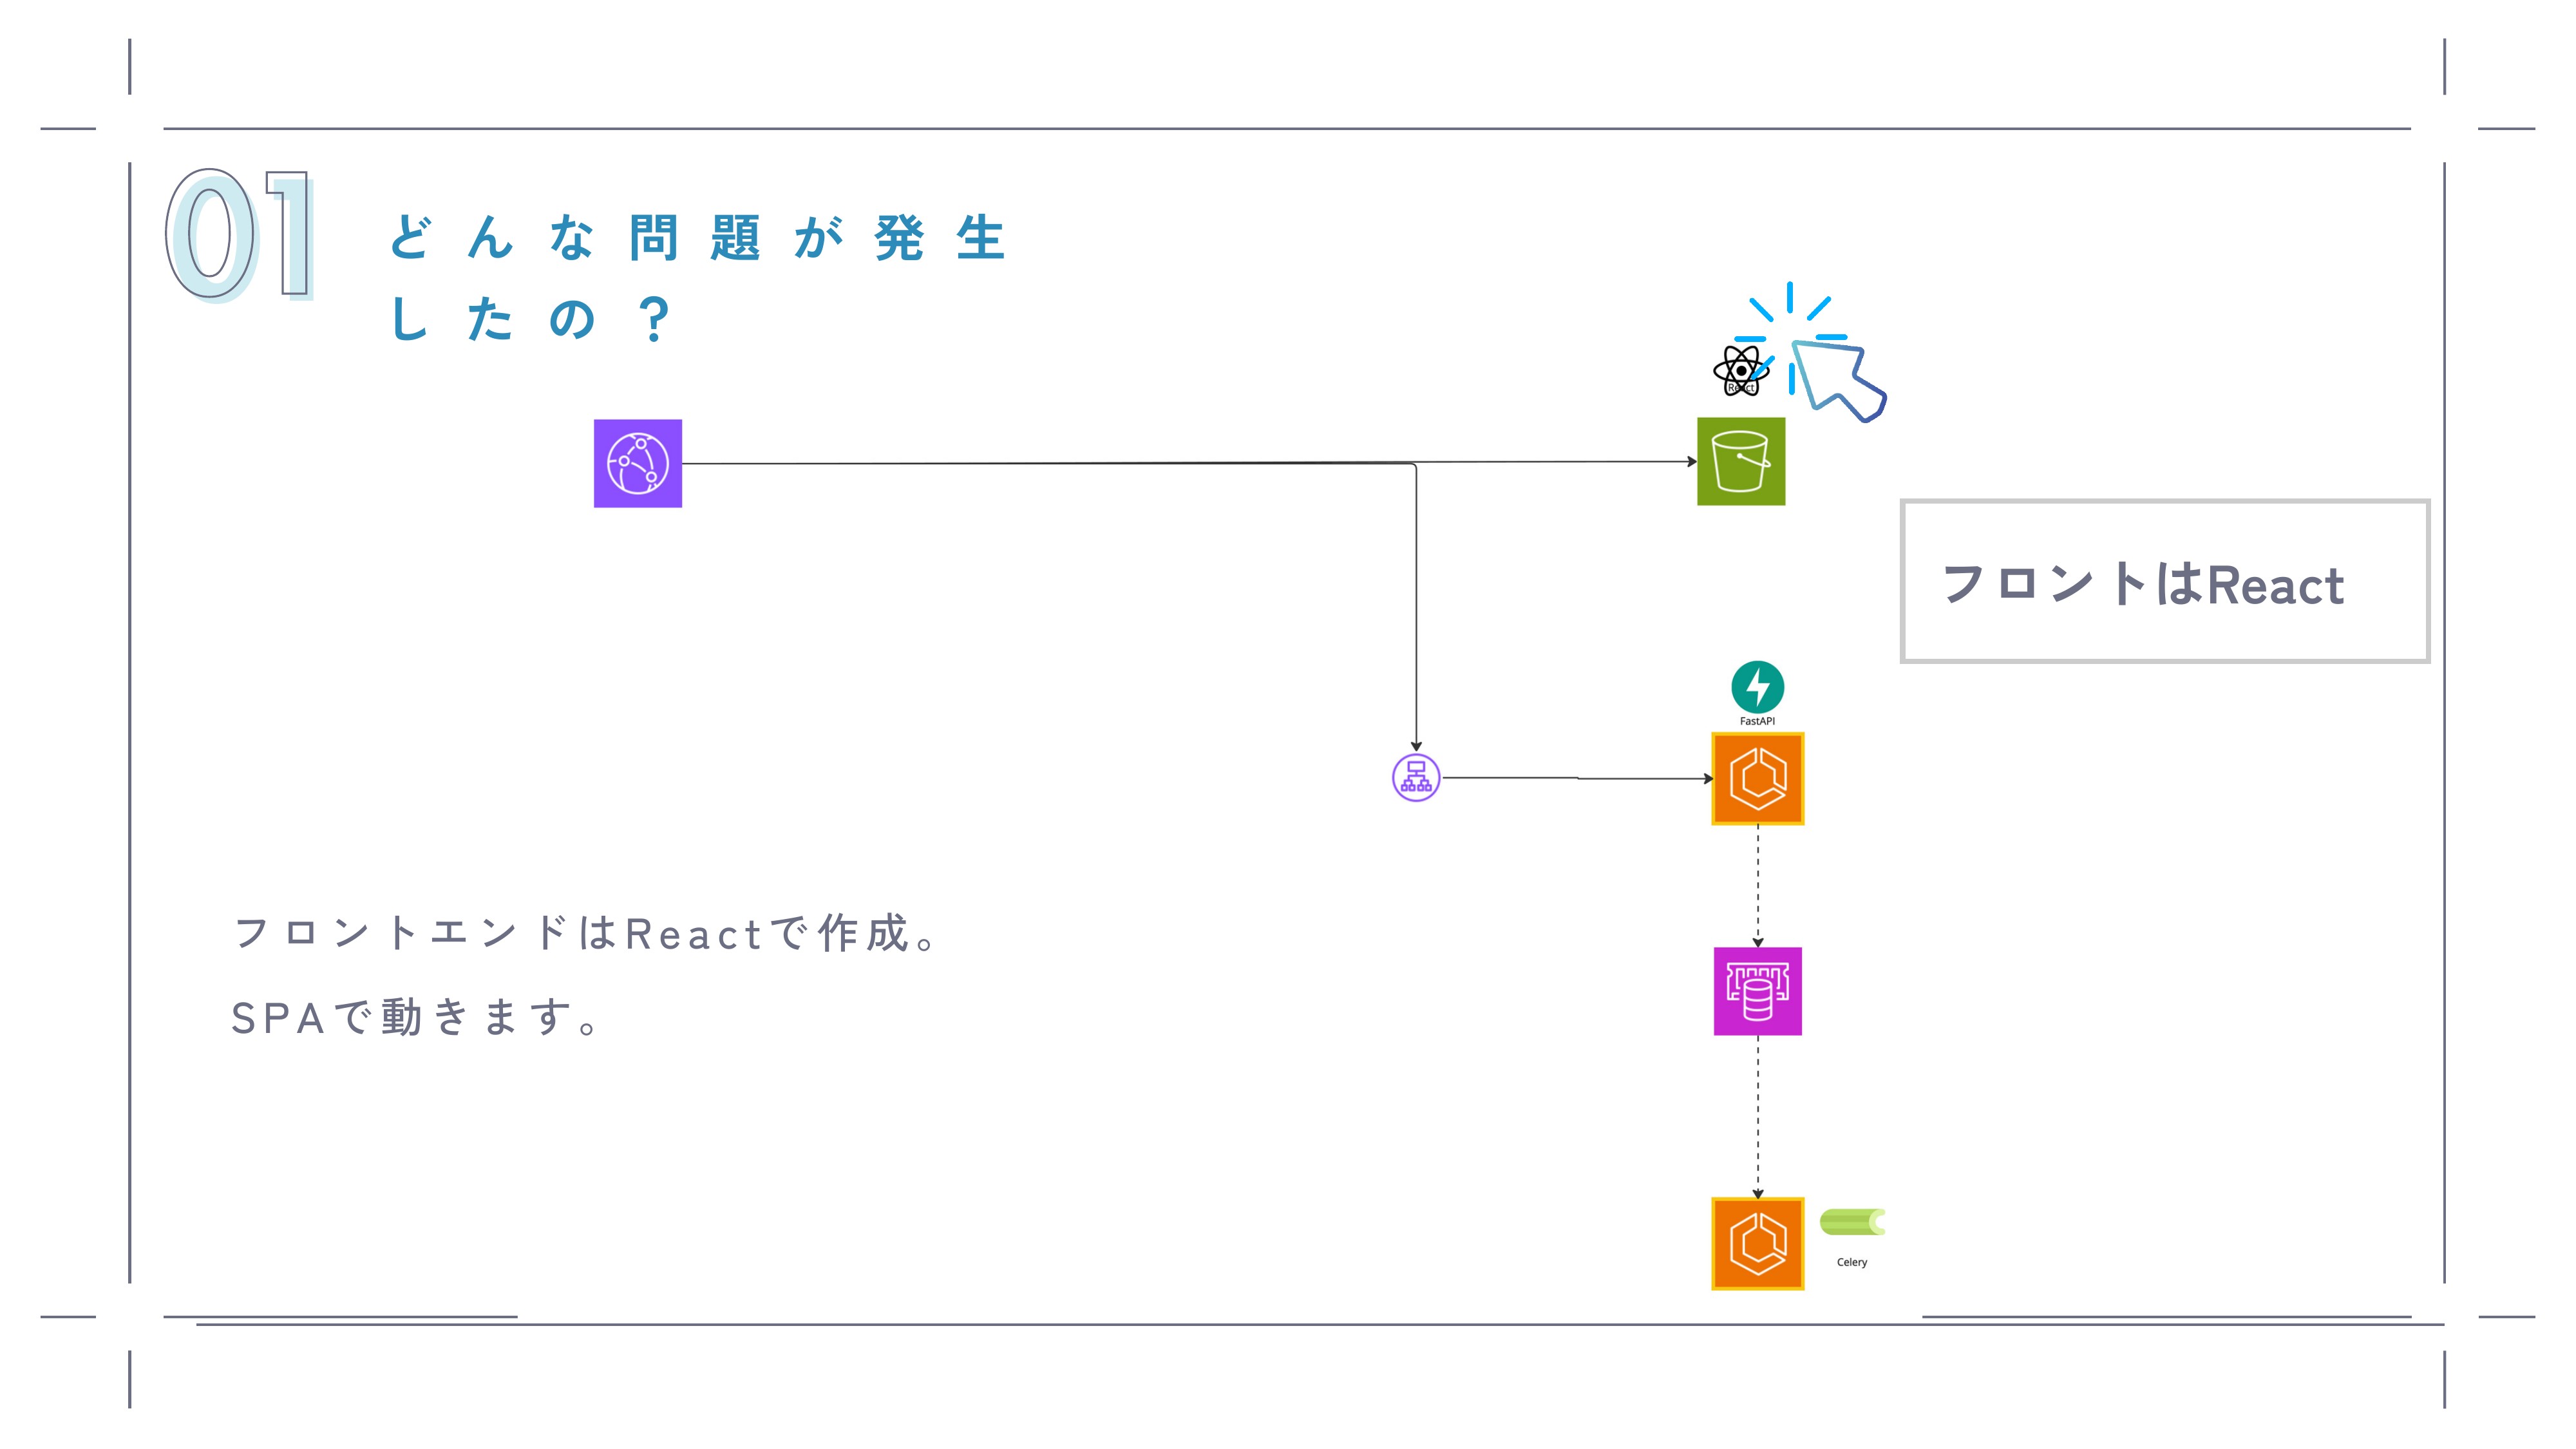 01
どんな問題が発生
したの？
React
フロントはReact
FastAPI
フロントエンドはReactで作成。
SPAで動きます。
Celery